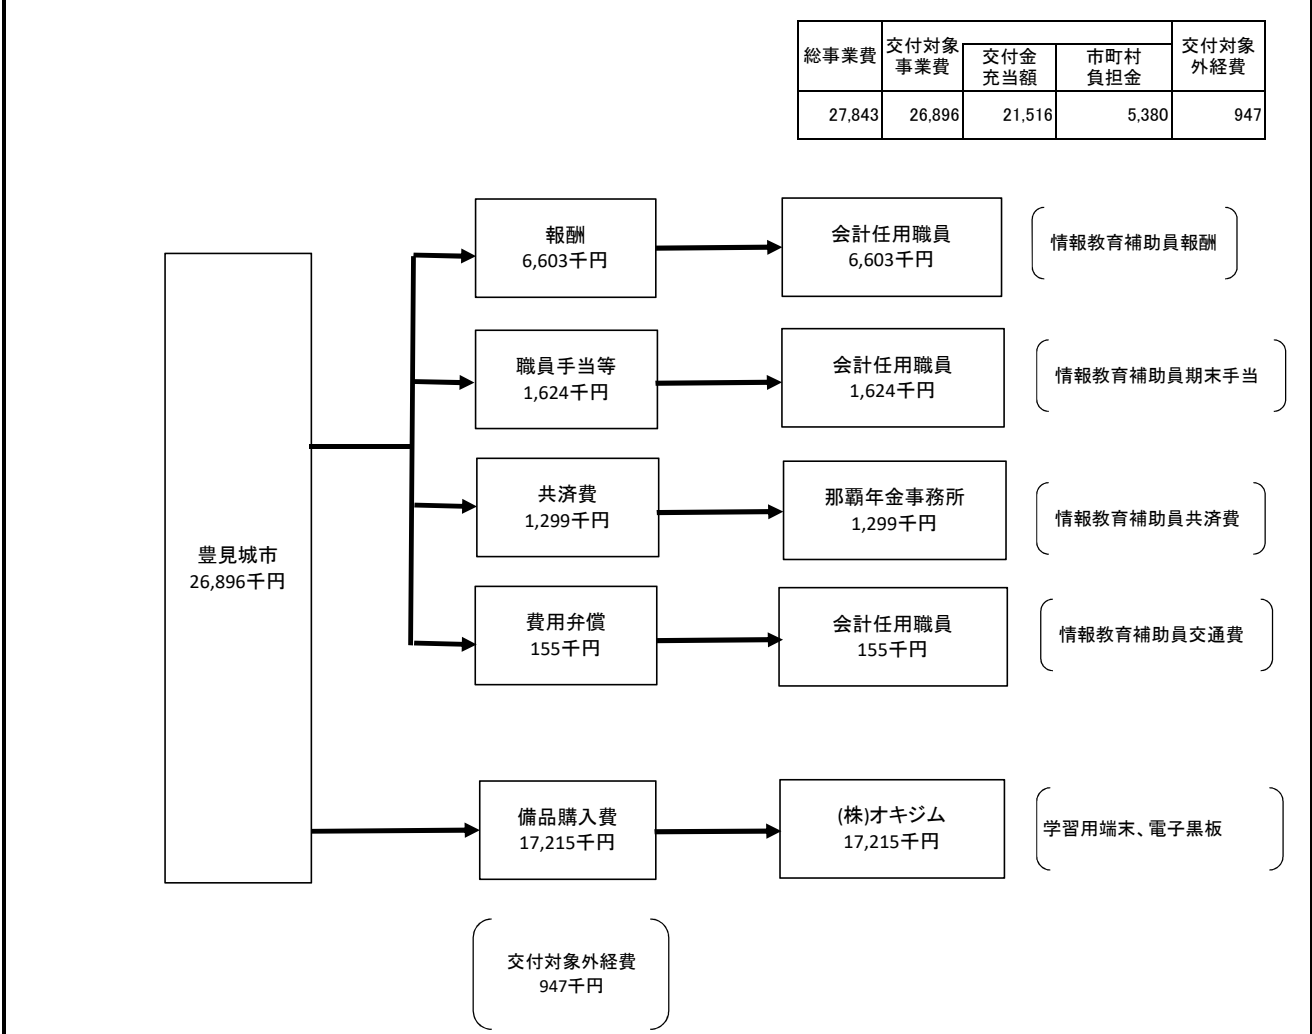 総事業費
交付対象
事業費
交付金
充当額
市町村
負担金
交付対象
外経費
27,843 26,896 21,516 5,380 947
報酬
6,603千円
会計任用職員
6,603千円
情報教育補助員報酬
職員手当等
1,624千円
会計任用職員
1,624千円
情報教育補助員期末手当
共済費
1,299千円
那覇年金事務所
1,299千円
情報教育補助員共済費
豊見城市
26,896千円
費用弁償
155千円
会計任用職員
155千円
情報教育補助員交通費
備品購入費
17,215千円
(株)オキジム
17,215千円
学習用端末、電子黒板
交付対象外経費
947千円